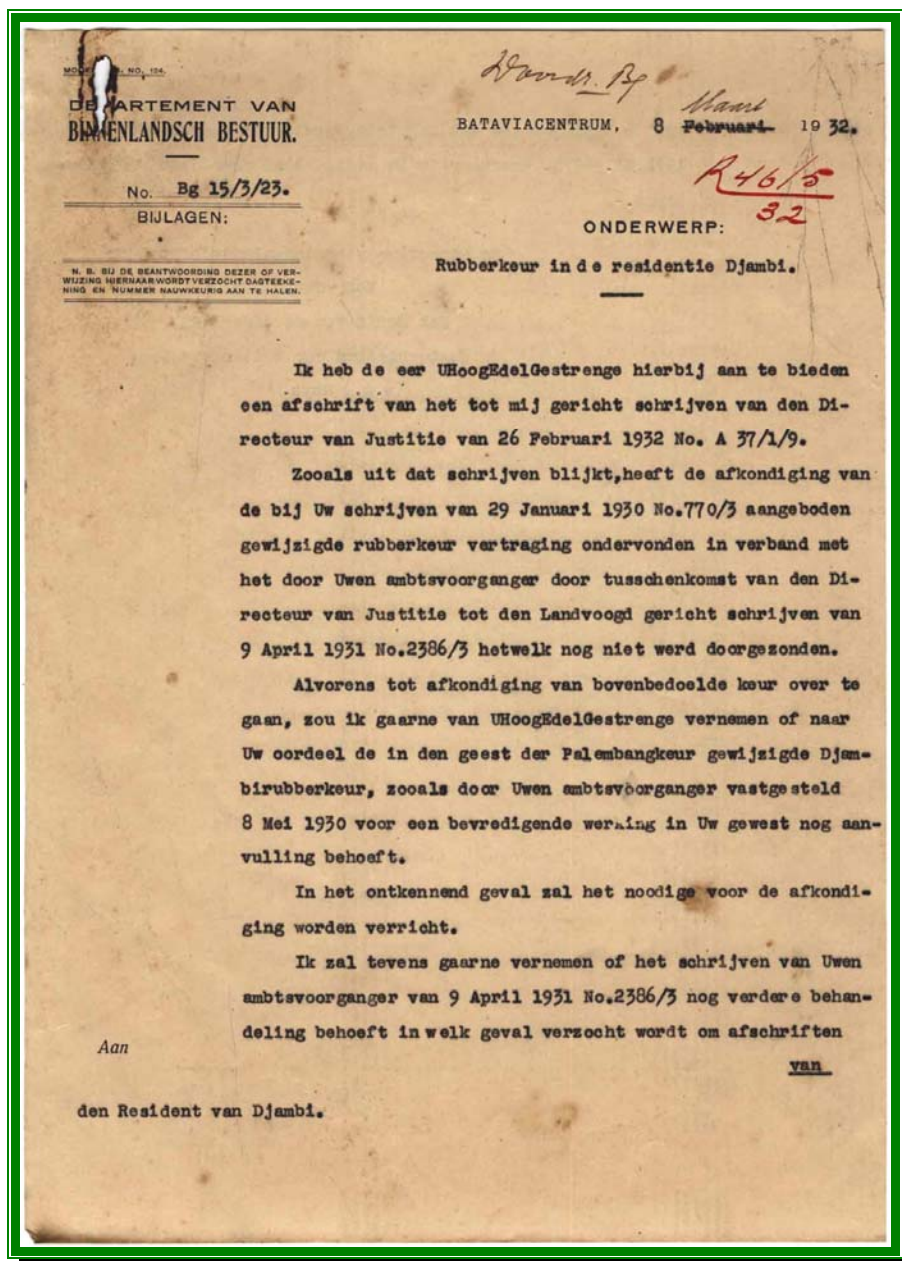 NO. 124.
DEPARTEMENT VAN
BINNENLANDSCH BESTUUR.
No. Bg 15/3/23.
BIJLAGEN:
N. B. BIJ DE BEANTWOORDING DEZER OF VER-
WIJZING HIERNAAR WORDT VERZOCHT DAGTEEKE-
NING EN NUMMER NAUWKEURIG AAN TE HALEN.
Bg
Maart
BATAVIACENTRUM, 8 Februari 1932.
R 46/5
32
ONDERWERP:
Rubberkeur in de residentie Djambi.
Ik heb de eer UHoogEdelGestrenge hierbij aan te bieden
een afschrift van het tot mij gericht schrijven van den Di-
recteur van Justitie van 26 Februari 1932 No. A 37/1/9.
Zooals uit dat schrijven blijkt,heeft de afkondiging van
de bij Uw schrijven van 29 Januari 1930 No.770/3 aangeboden
gewijzigde rubberkeur vertraging ondervonden in verband met
het door Uwen ambtsvoorganger door tusschenkomst van den Di-
recteur van Justitie tot den Landvoogd gericht schrijven van
9 April 1931 No.2386/3 hetwelk nog niet werd doorgezonden.
Alvorens tot afkondiging van bovenbedoelde keur over te
gaan, zou ik gaarne van UHoogEdelGestrenge vernemen of naar
Uw oordeel de in den geest der Palembangkeur gewijzigde Djam-
birubberkeur, zooals door Uwen ambtsvoorganger vastgesteld
8 Mei 1930 voor een bevredigende werking in Uw gewest nog aan-
vulling behoeft.
In het ontkennend geval zal het noodige voor de afkondi-
ging worden verricht.
Ik zal tevens gaarne vernemen of het schrijven van Uwen
ambtsvoorganger van 9 April 1931 No.2386/3 nog verdere behan-
deling behoeft in welk geval verzocht wordt om afschriften
van
Aan
den Resident van Djambi.